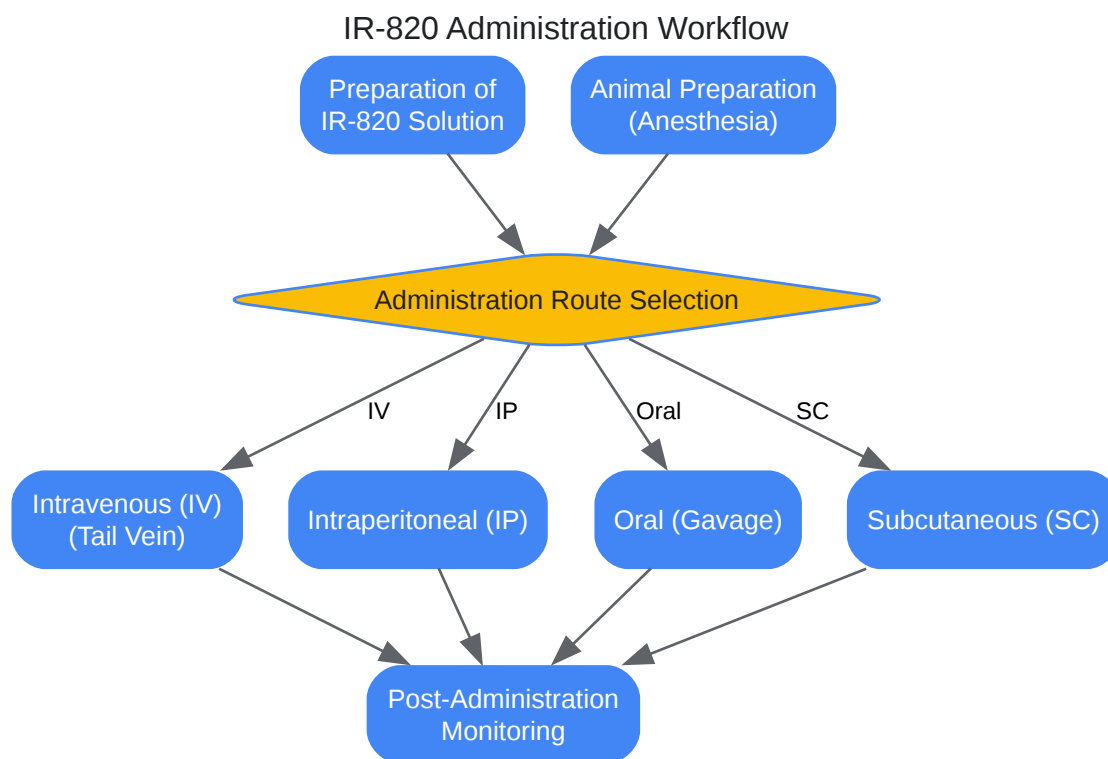 IR-820 Administration Workflow
Preparation of
IR-820 Solution
Animal Preparation
(Anesthesia)
Administration Route Selection
IV
IP
Oral
SC
Intravenous (IV)
(Tail Vein)
Intraperitoneal (IP)
Oral (Gavage)
Subcutaneous (SC)
Post-Administration
Monitoring